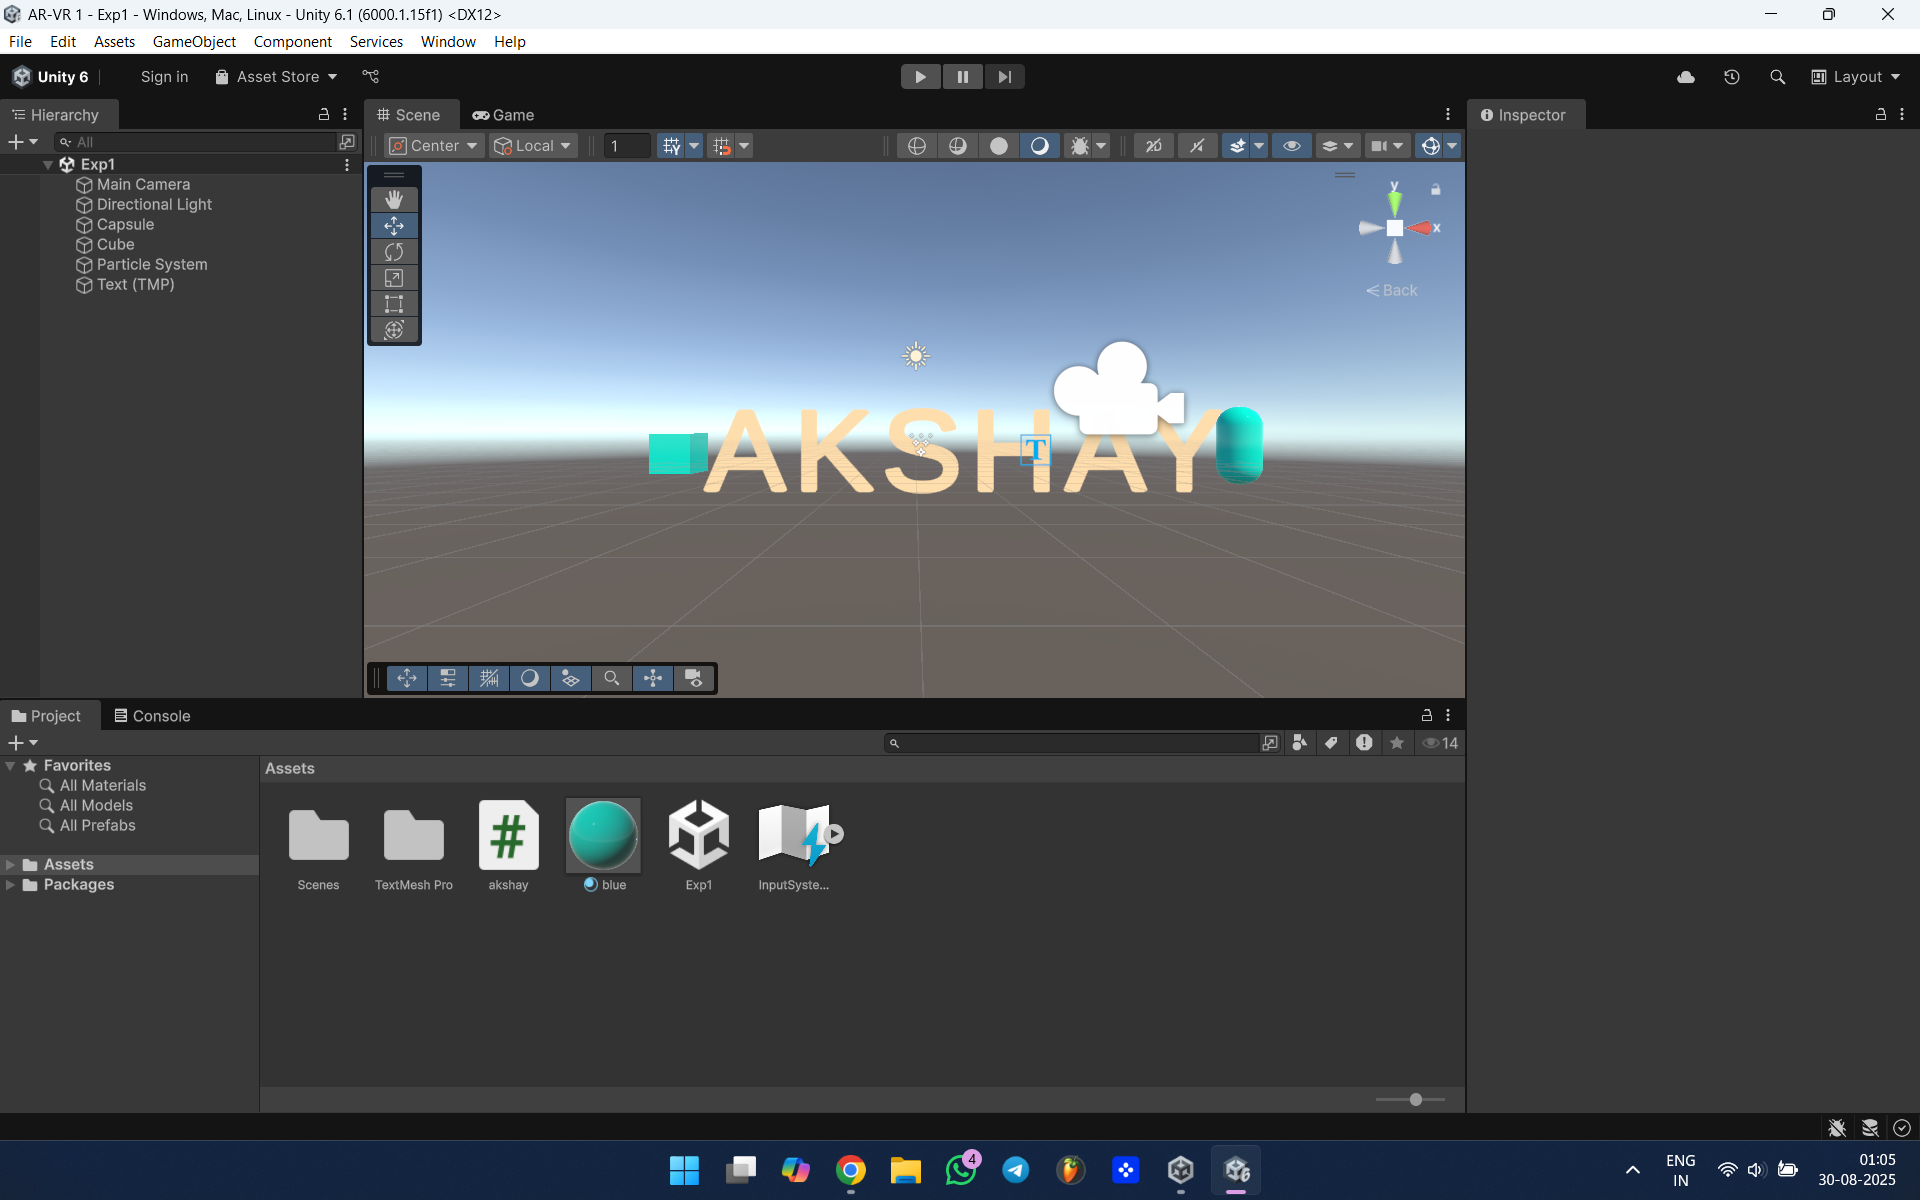 AR-VR 1 - Exp1 - Windows, Mac, Linux - Unity 6.1 (6000.1.15f1) <DX12>
File Edit Assets GameObject Component Services Window Help
Unity 6 Sign in Asset Store Layout
Hierarchy
All
Exp1
Main Camera
Directional Light
Capsule
Cube
Particle System
Text (TMP)
Scene Game
Center Local 1 2D
y
x
Back
AKSHAY
T
Inspector
Project Console
14
Favorites
All Materials
All Models
All Prefabs
Assets
Packages
Assets
#
Scenes TextMesh Pro akshay blue Exp1 InputSyste...
4
6
ENG
IN
01:05
30-08-2025